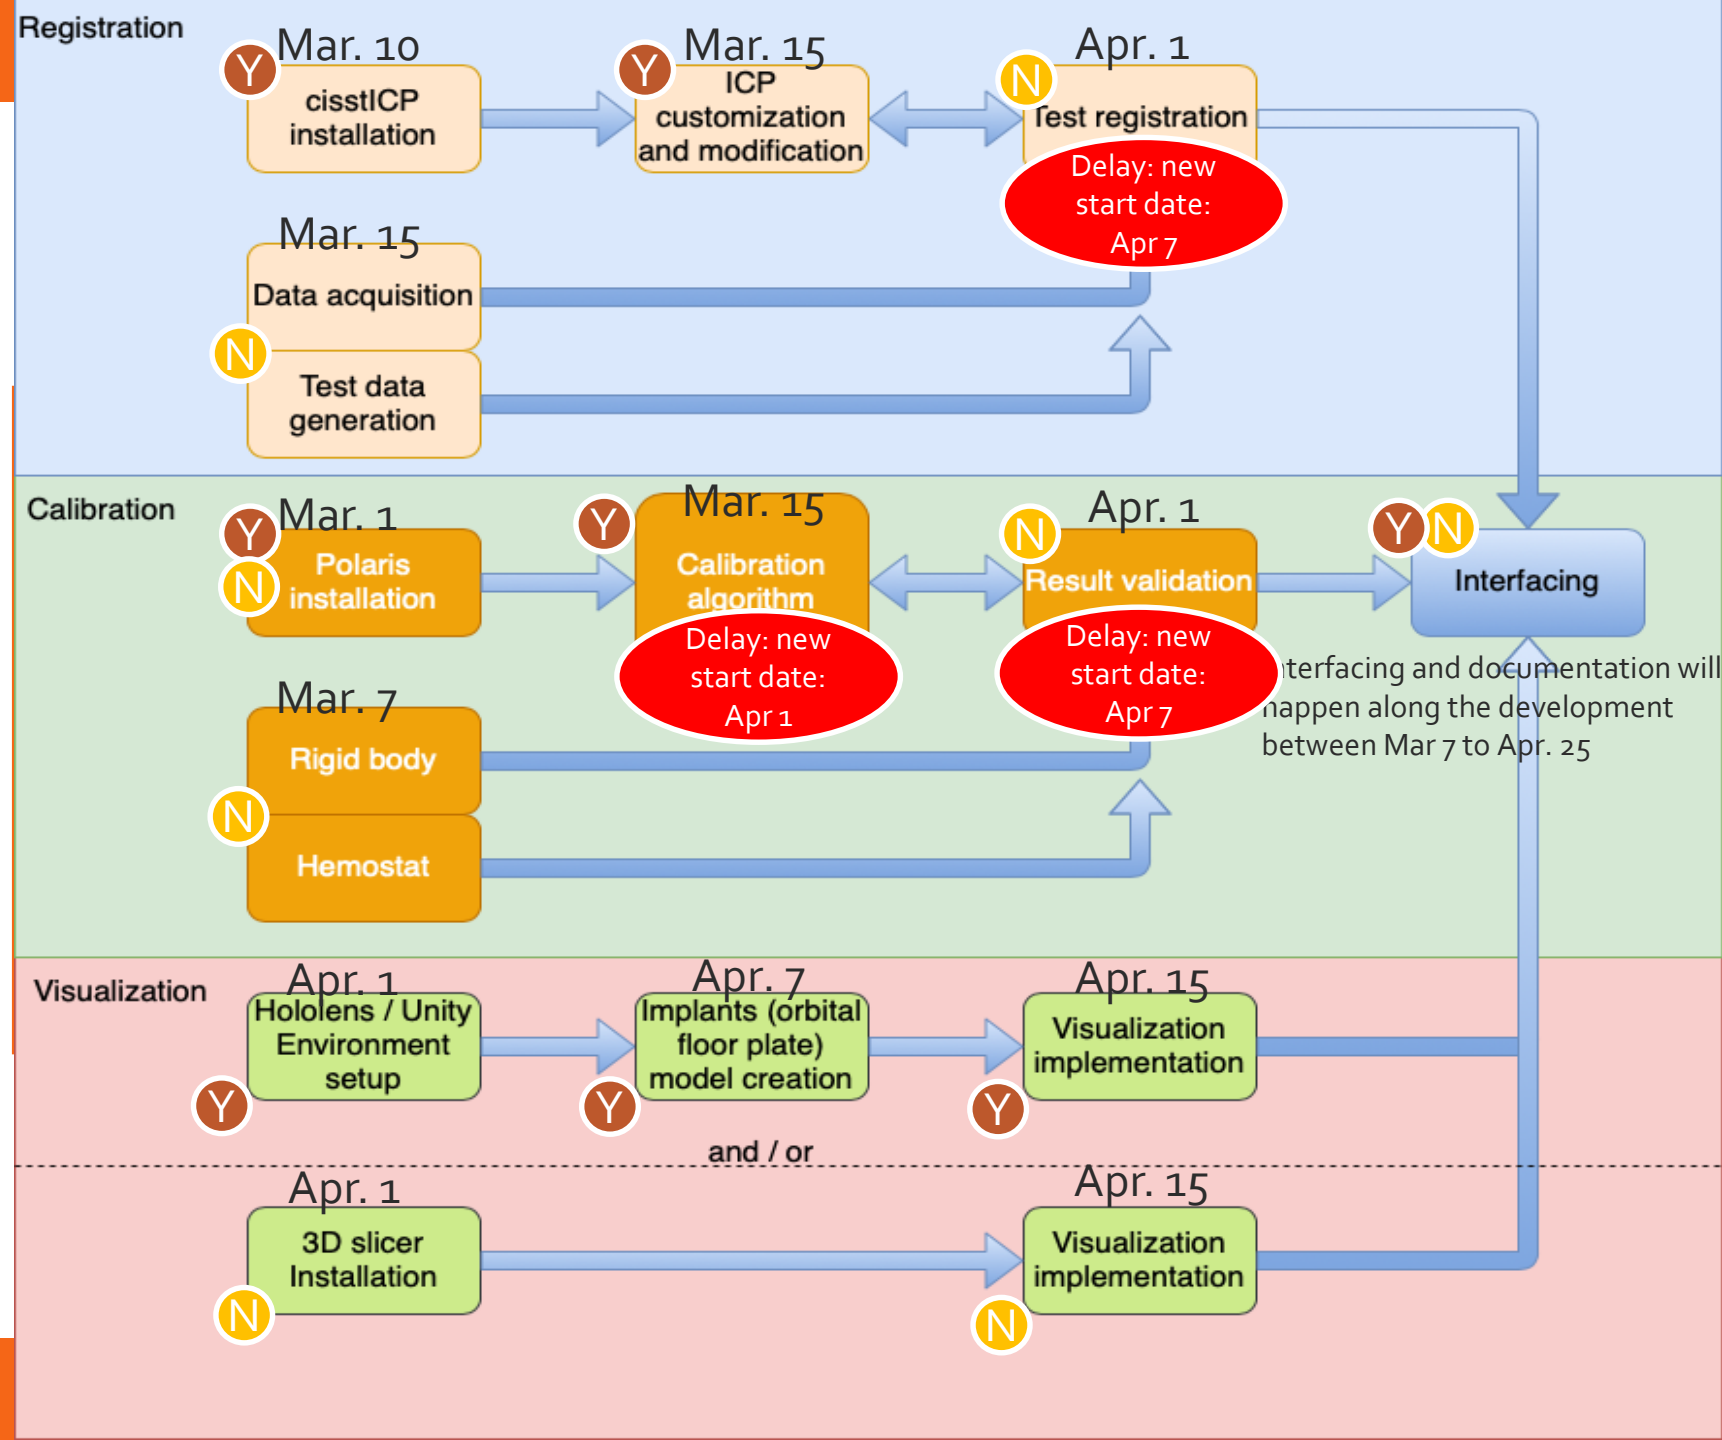 Registration
Mar. 10
Y
cisstICP
installation
Mar. 15
Y
ICP
customization
and modification
Apr. 1
N
Test registration
Delay: new
start date:
Apr 7
Mar. 15
Data acquisition
N
Test data
generation
Calibration
Mar. 1
Y
N
Polaris
installation
Mar. 15
Y
Calibration
algorithm
Delay: new
start date:
Apr 1
Apr. 1
N
Result validation
Delay: new
start date:
Apr 7
Y
N
Interfacing
nterfacing and documentation will
happen along the development
between Mar 7 to Apr. 25
Mar. 7
Rigid body
N
Hemostat
Visualization
Apr. 1
Hololens / Unity
Environment
setup
Y
Apr. 7
Implants (orbital
floor plate)
model creation
Y
Apr. 15
Visualization
implementation
Y
and / or
Apr. 1
3D slicer
Installation
N
Apr. 15
Visualization
implementation
N